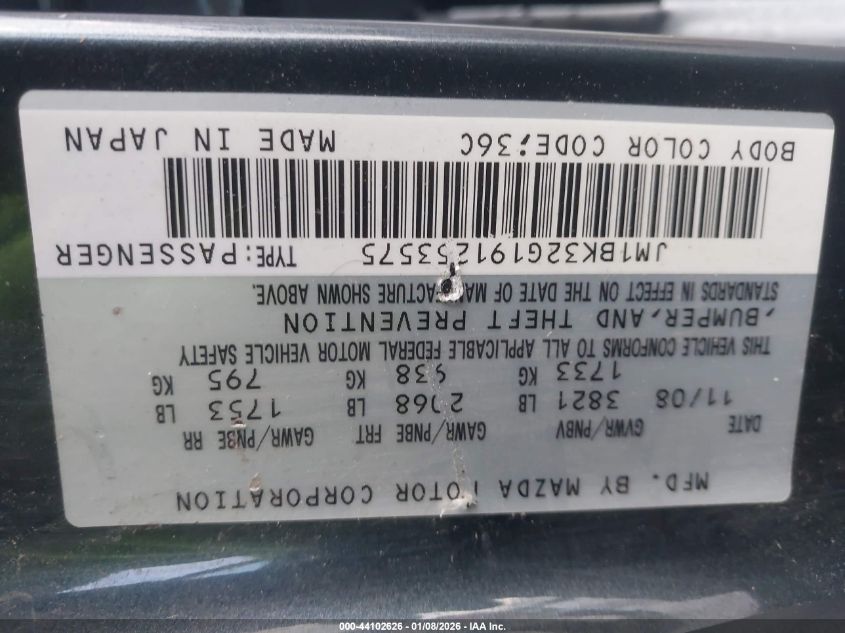 MFD. BY MAZDA MOTOR CORPORATION
DATE GVWR/PNBV GAWR/PNBE FRT GAWR/PNBE RR
11/08 3821 LB 2068 LB 1753 LB
1733 KG 938 KG 795 KG
THIS VEHICLE CONFORMS TO ALL APPLICABLE FEDERAL MOTOR VEHICLE SAFETY
,BUMPER,AND THEFT PREVENTION
STANDARDS IN EFFECT ON THE DATE OF MANUFACTURE SHOWN ABOVE.
JM1BK32G191253575 TYPE:PASSENGER
BODY COLOR CODE:36C MADE IN JAPAN
000-44102626 - 01/08/2026 - IAA Inc.